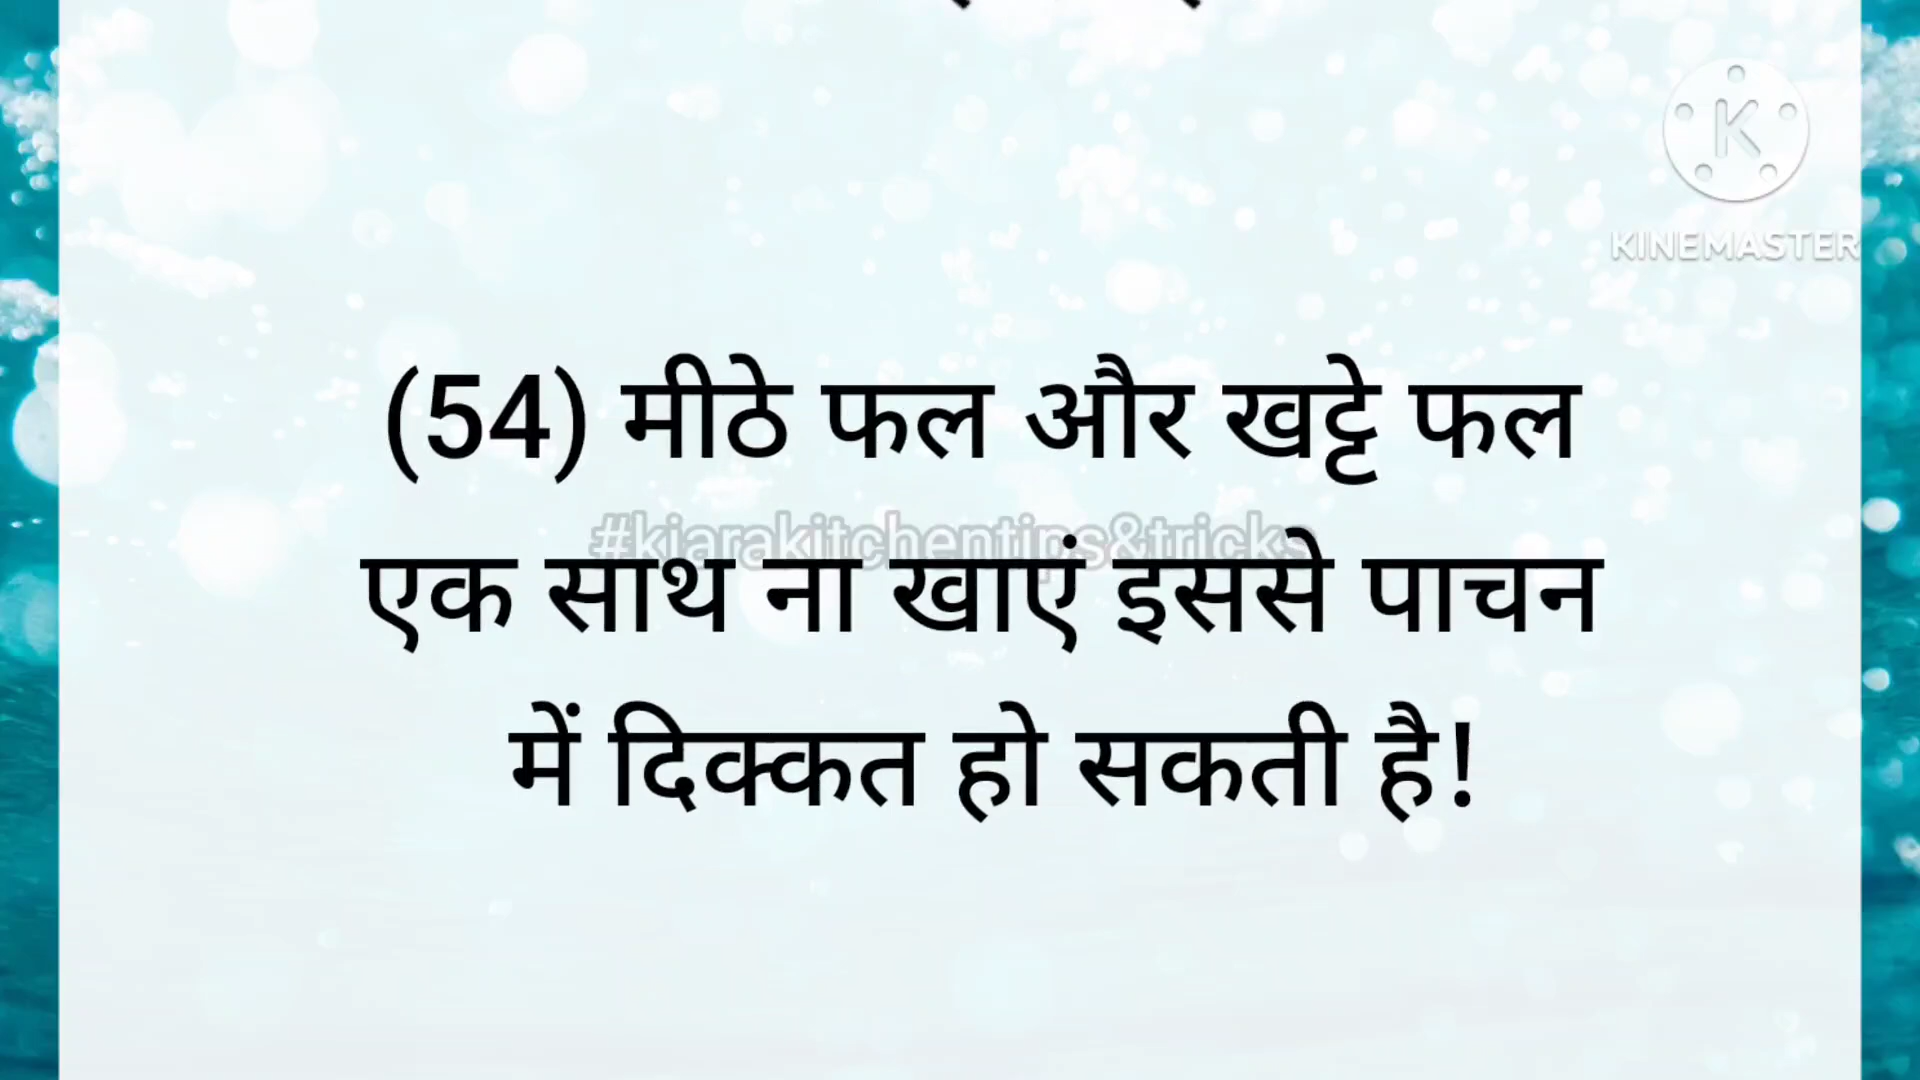 KINEMASTER
(54) मीठे फल और खट्टे फल
#kiarakitchentips&tricks
एक साथ ना खाएं इससे पाचन
में दिक्कत हो सकती है!